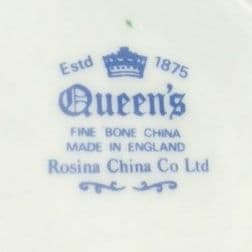 Estd 1875
Queen's
FINE BONE CHINA
MADE IN ENGLAND
Rosina China Co Ltd